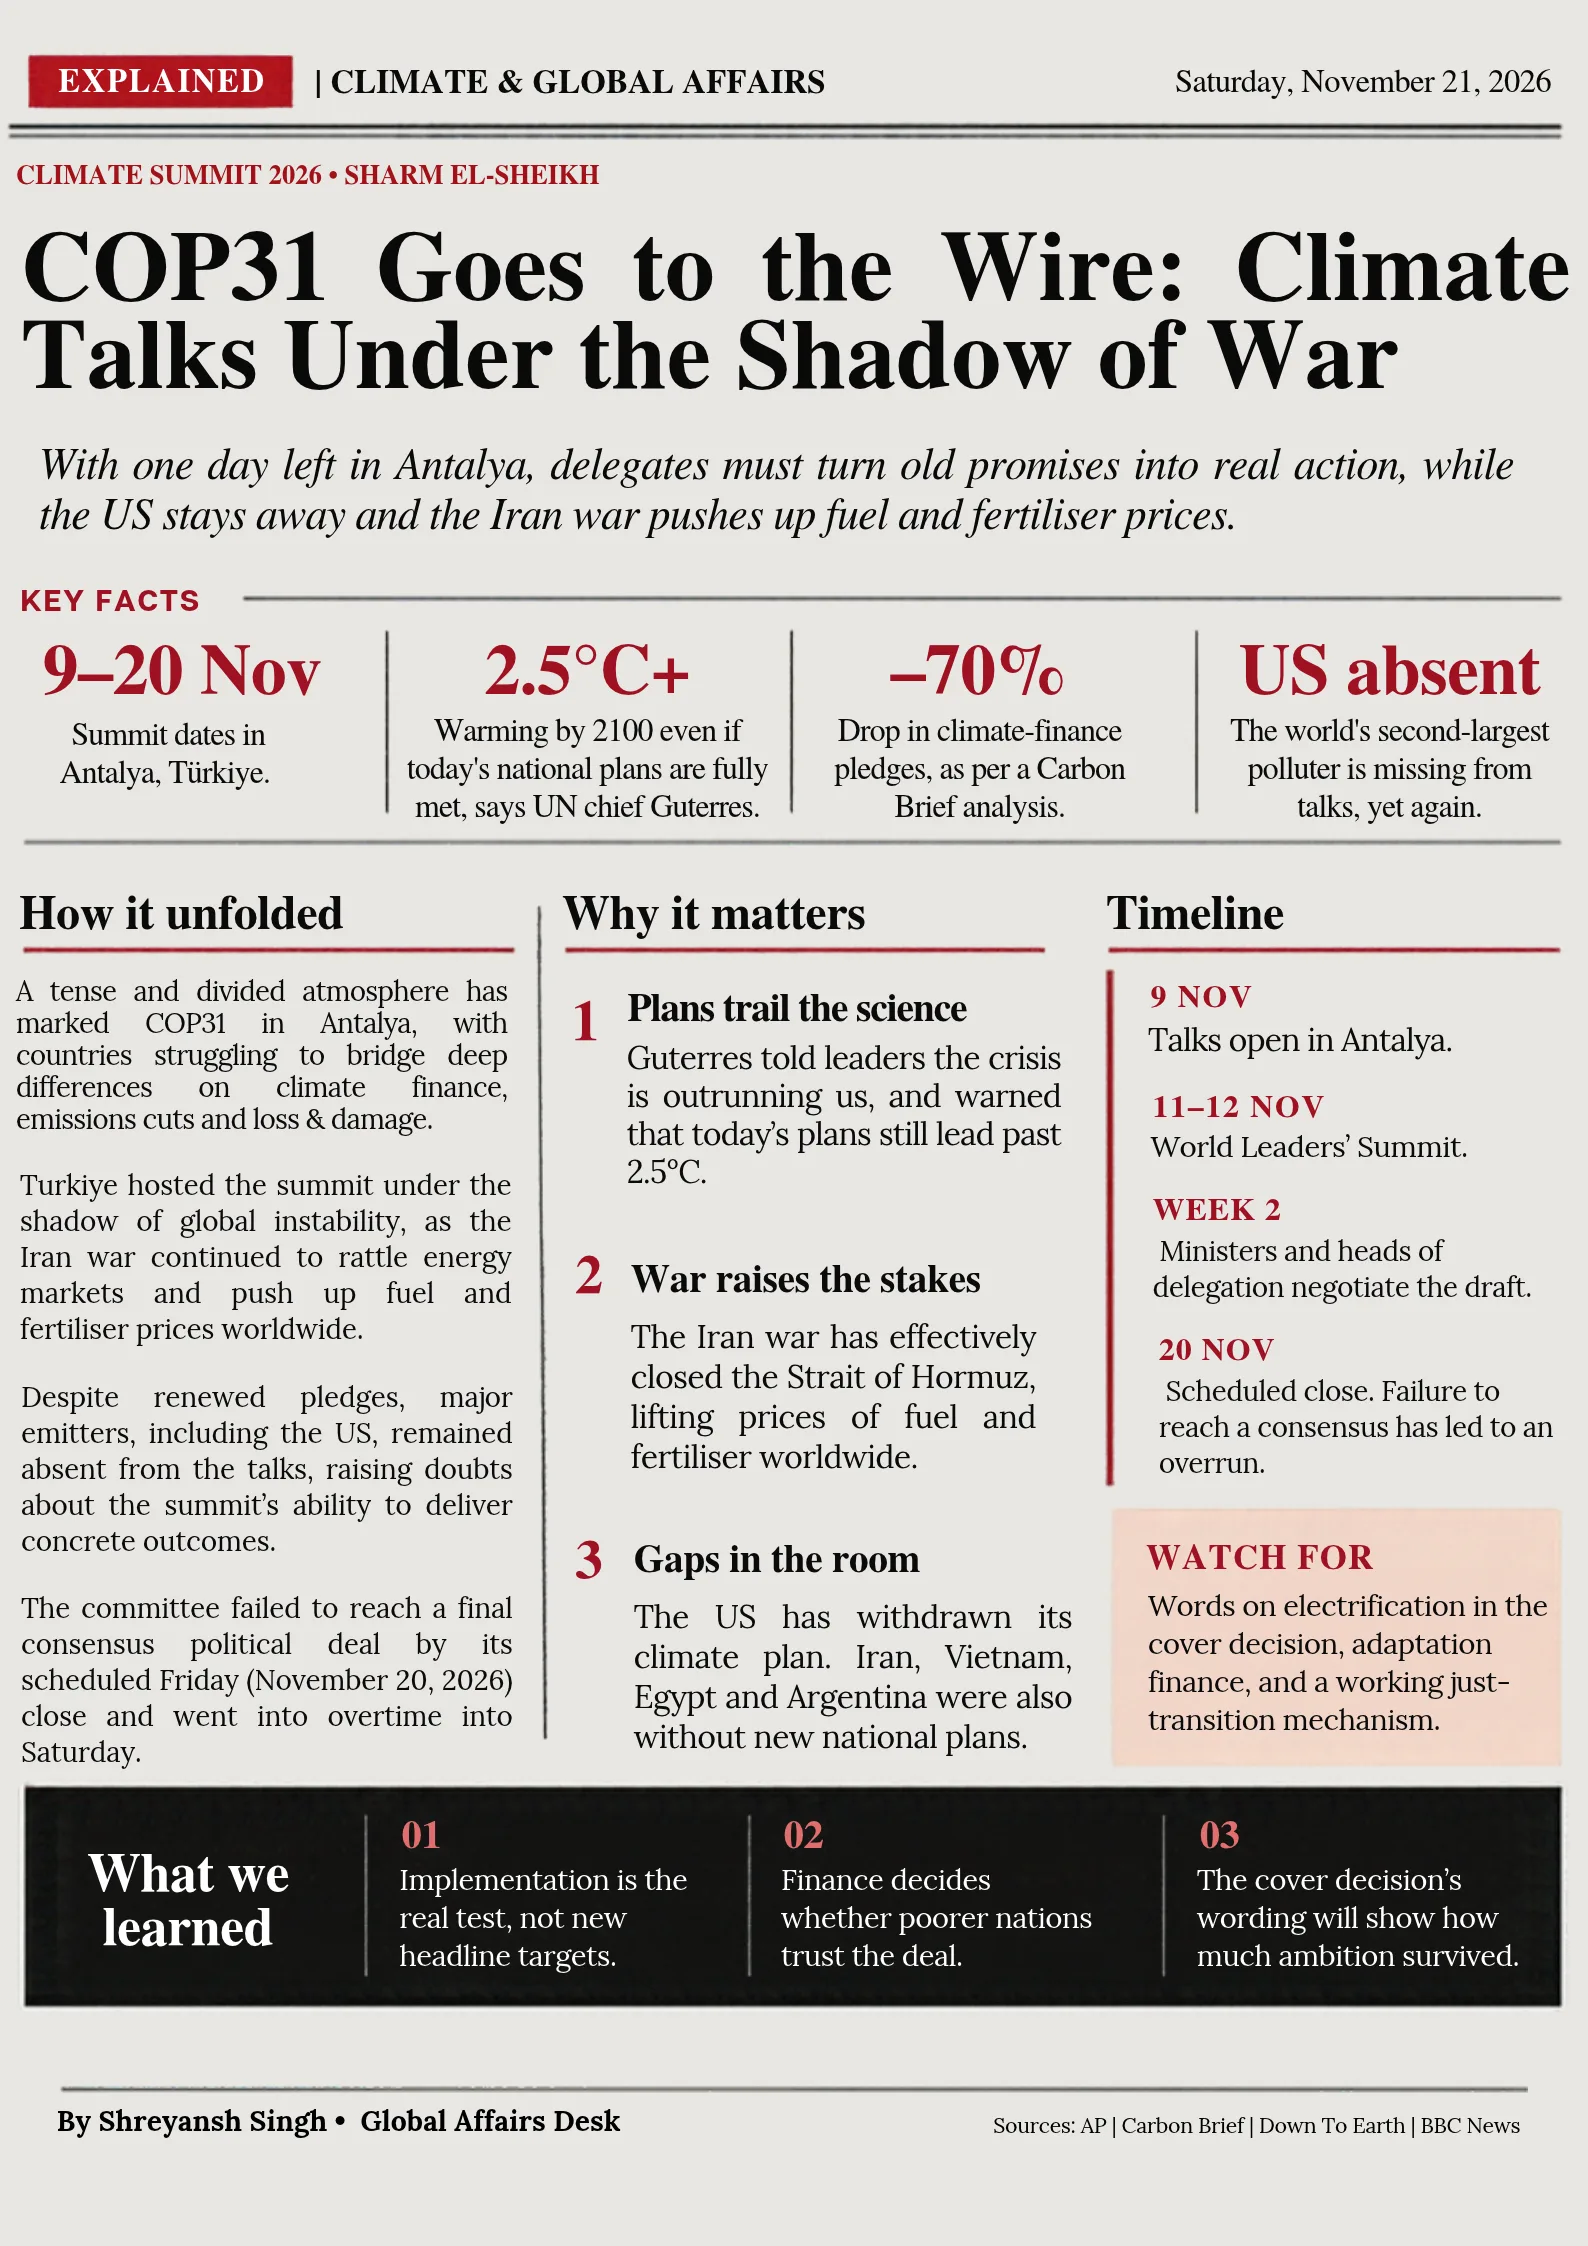 EXPLAINED
| CLIMATE & GLOBAL AFFAIRS
Saturday, November 21, 2026
CLIMATE SUMMIT 2026 • SHARM EL-SHEIKH
COP31 Goes to the Wire: Climate
Talks Under the Shadow of War
With one day left in Antalya, delegates must turn old promises into real action, while
the US stays away and the Iran war pushes up fuel and fertiliser prices.
KEY FACTS
9–20 Nov
Summit dates in
Antalya, Türkiye.
2.5°C+
Warming by 2100 even if
today's national plans are fully
met, says UN chief Guterres.
–70%
Drop in climate-finance
pledges, as per a Carbon
Brief analysis.
US absent
The world's second-largest
polluter is missing from
talks, yet again.
How it unfolded
A tense and divided atmosphere has
marked COP31 in Antalya, with
countries struggling to bridge deep
differences on climate finance,
emissions cuts and loss & damage.
Turkiye hosted the summit under the
shadow of global instability, as the
Iran war continued to rattle energy
markets and push up fuel and
fertiliser prices worldwide.
Despite renewed pledges, major
emitters, including the US, remained
absent from the talks, raising doubts
about the summit’s ability to deliver
concrete outcomes.
The committee failed to reach a final
consensus political deal by its
scheduled Friday (November 20, 2026)
close and went into overtime into
Saturday.
Why it matters
1
Plans trail the science
Guterres told leaders the crisis
is outrunning us, and warned
that today’s plans still lead past
2.5°C.
2
War raises the stakes
The Iran war has effectively
closed the Strait of Hormuz,
lifting prices of fuel and
fertiliser worldwide.
3
Gaps in the room
The US has withdrawn its
climate plan. Iran, Vietnam,
Egypt and Argentina were also
without new national plans.
Timeline
9 NOV
Talks open in Antalya.
11–12 NOV
World Leaders’ Summit.
WEEK 2
Ministers and heads of
delegation negotiate the draft.
20 NOV
Scheduled close. Failure to
reach a consensus has led to an
overrun.
WATCH FOR
Words on electrification in the
cover decision, adaptation
finance, and a working just-
transition mechanism.
What we
learned
01
Implementation is the
real test, not new
headline targets.
02
Finance decides
whether poorer nations
trust the deal.
03
The cover decision’s
wording will show how
much ambition survived.
By Shreyansh Singh • Global Affairs Desk
Sources: AP | Carbon Brief | Down To Earth | BBC News